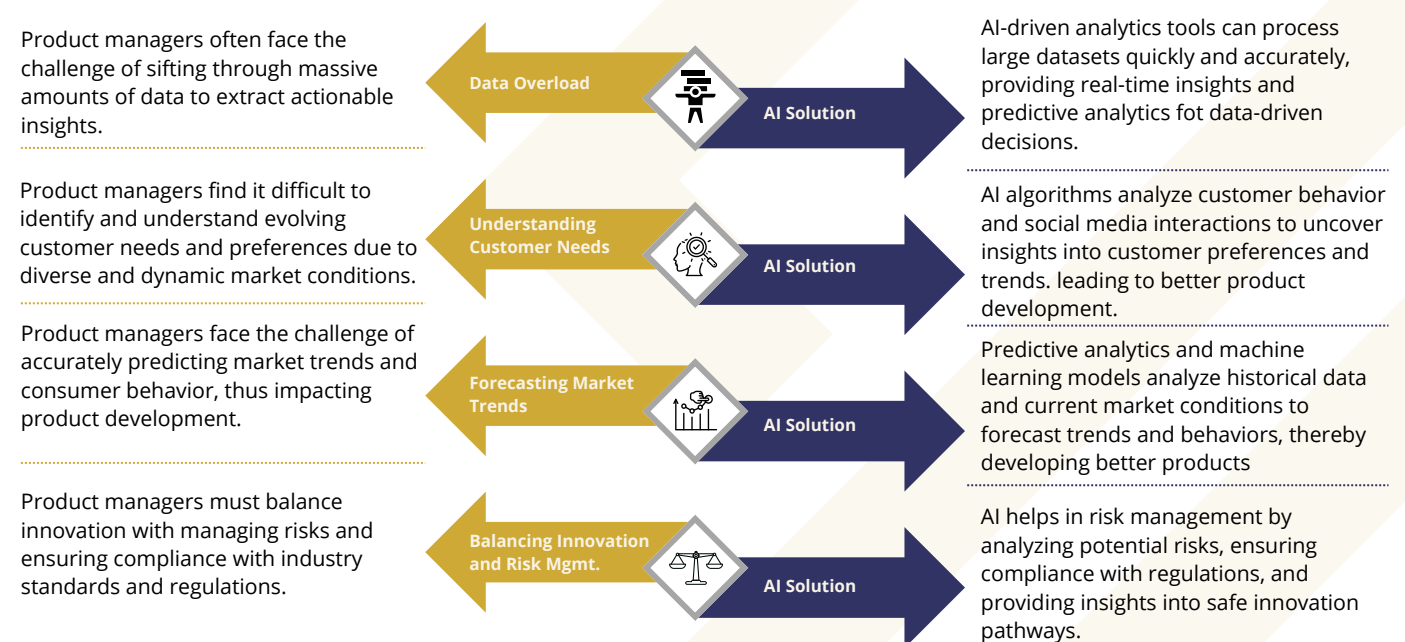 Product managers often face the
challenge of sifting through massive
amounts of data to extract actionable
insights.
Data Overload
AI Solution
AI-driven analytics tools can process
large datasets quickly and accurately,
providing real-time insights and
predictive analytics fot data-driven
decisions.
Product managers find it difficult to
identify and understand evolving
customer needs and preferences due to
diverse and dynamic market conditions.
Understanding
Customer Needs
AI Solution
AI algorithms analyze customer behavior
and social media interactions to uncover
insights into customer preferences and
trends. leading to better product
development.
Product managers face the challenge of
accurately predicting market trends and
consumer behavior, thus impacting
product development.
Forecasting Market
Trends
AI Solution
Predictive analytics and machine
learning models analyze historical data
and current market conditions to
forecast trends and behaviors, thereby
developing better products
Product managers must balance
innovation with managing risks and
ensuring compliance with industry
standards and regulations.
Balancing Innovation
and Risk Mgmt.
AI Solution
AI helps in risk management by
analyzing potential risks, ensuring
compliance with regulations, and
providing insights into safe innovation
pathways.